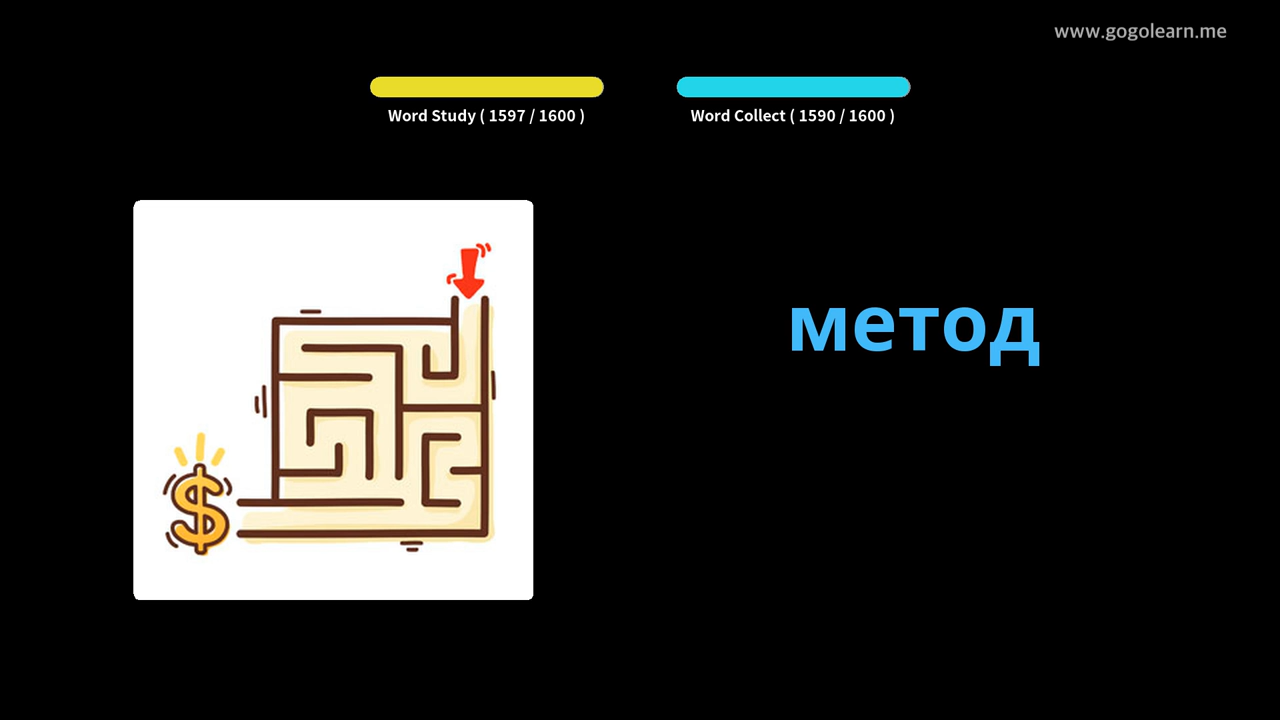 www.gogolearn.me
Word Study ( 1597 / 1600 )
Word Collect ( 1590 / 1600 )
метод
$